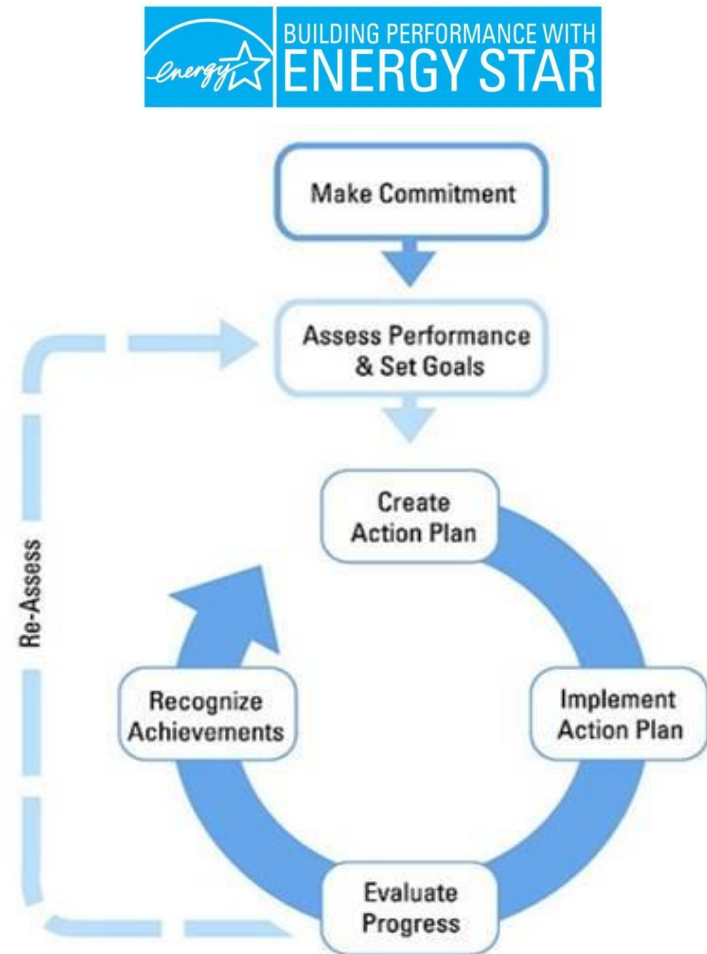 energy
BUILDING PERFORMANCE WITH
ENERGY STAR
Make Commitment
Assess Performance
& Set Goals
Create
Action Plan
Re-Assess
Recognize
Achievements
Implement
Action Plan
Evaluate
Progress